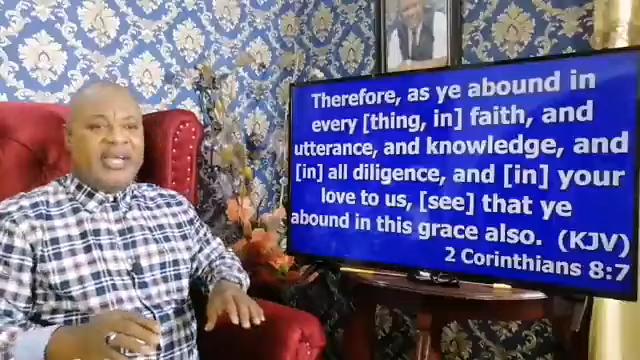 Therefore, as ye abound in
every [thing, in] faith, and
utterance, and knowledge, and
[in] all diligence, and [in] your
love to us, [see] that ye
abound in this grace also. (KJV)
2 Corinthians 8:7